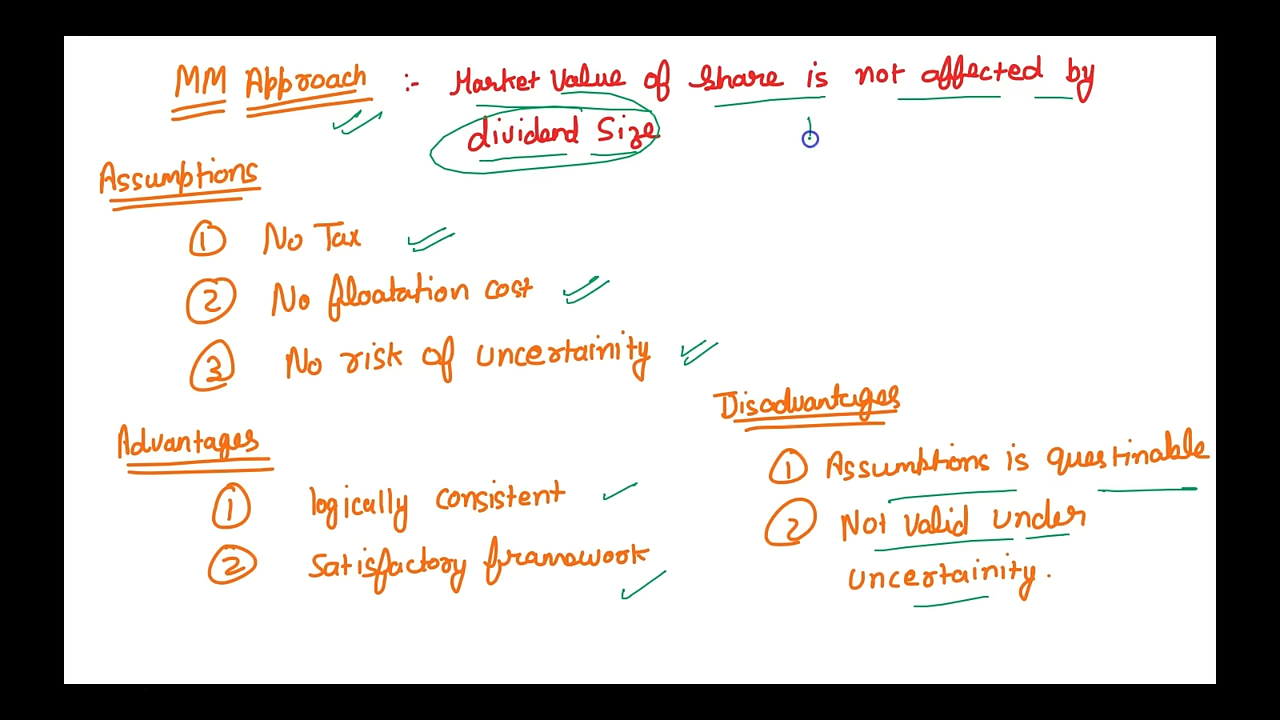 MM Approach :- Market Value of Share is not affected by
dividend Size
Assumptions
① No Tax
② No floatation cost
③ No risk of uncertainity
Advantages
① logically consistent
② Satisfactory framework
Disadvantages
① Assumptions is questinable
② Not valid under
uncertainity.